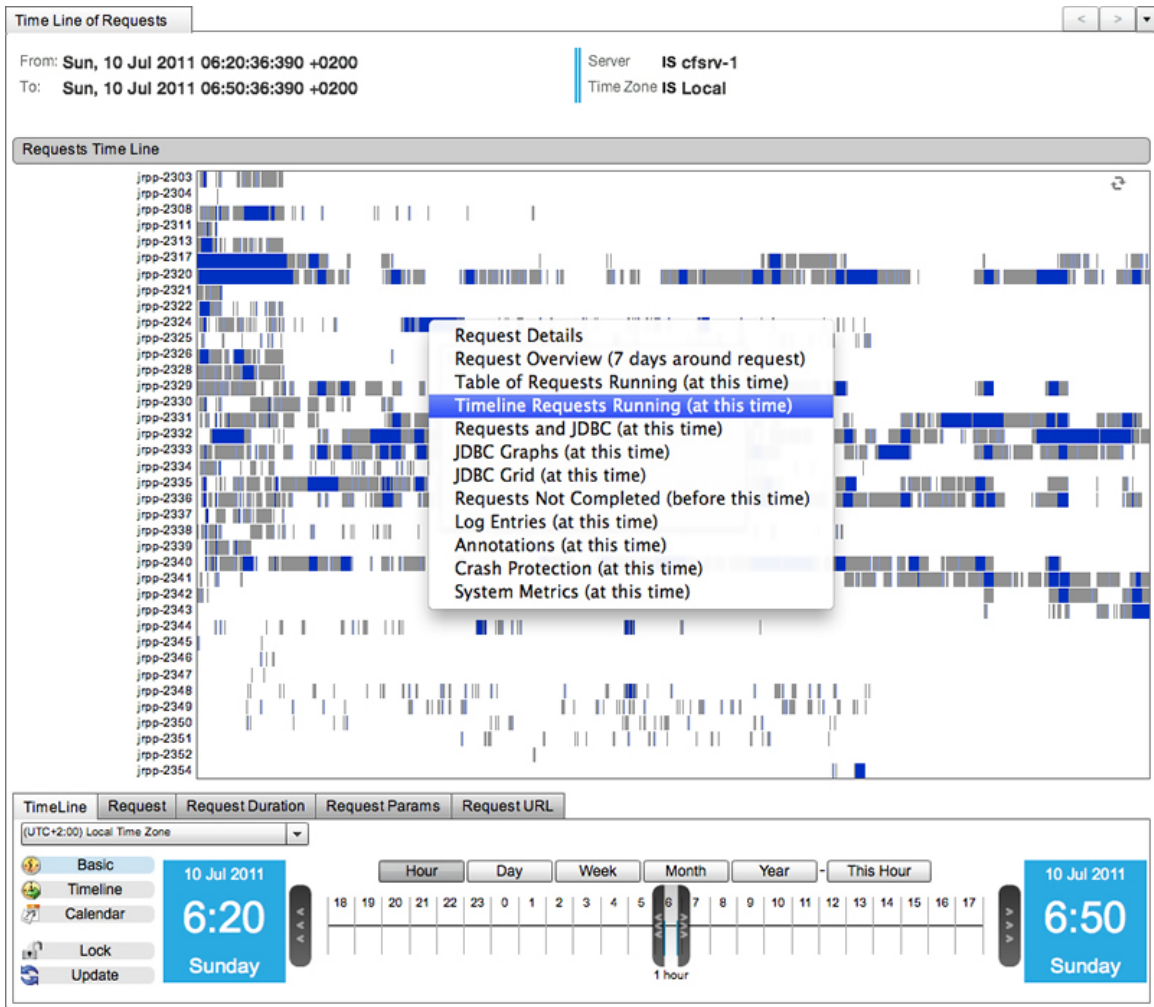 Time Line of Requests
< >
From: Sun, 10 Jul 2011 06:20:36:390 +0200
To: Sun, 10 Jul 2011 06:50:36:390 +0200
Server IS cfsrv-1
Time Zone IS Local
Requests Time Line
jrpp-2303
jrpp-2304
jrpp-2308
jrpp-2311
jrpp-2313
jrpp-2317
jrpp-2320
jrpp-2321
jrpp-2322
jrpp-2324
jrpp-2325
jrpp-2326
jrpp-2328
jrpp-2329
jrpp-2330
jrpp-2331
jrpp-2332
jrpp-2333
jrpp-2334
jrpp-2335
jrpp-2336
jrpp-2337
jrpp-2338
jrpp-2339
jrpp-2340
jrpp-2341
jrpp-2342
jrpp-2343
jrpp-2344
jrpp-2345
jrpp-2346
jrpp-2347
jrpp-2348
jrpp-2349
jrpp-2350
jrpp-2351
jrpp-2352
jrpp-2354
Request Details
Request Overview (7 days around request)
Table of Requests Running (at this time)
Timeline Requests Running (at this time)
Requests and JDBC (at this time)
JDBC Graphs (at this time)
JDBC Grid (at this time)
Requests Not Completed (before this time)
Log Entries (at this time)
Annotations (at this time)
Crash Protection (at this time)
System Metrics (at this time)
TimeLine Request Request Duration Request Params Request URL
(UTC+2:00) Local Time Zone
Basic
Timeline
Calendar
Lock
Update
10 Jul 2011
6:20
Sunday
Hour Day Week Month Year - This Hour
18 19 20 21 22 23 0 1 2 3 4 5 6 7 8 9 10 11 12 13 14 15 16 17
1 hour
10 Jul 2011
6:50
Sunday